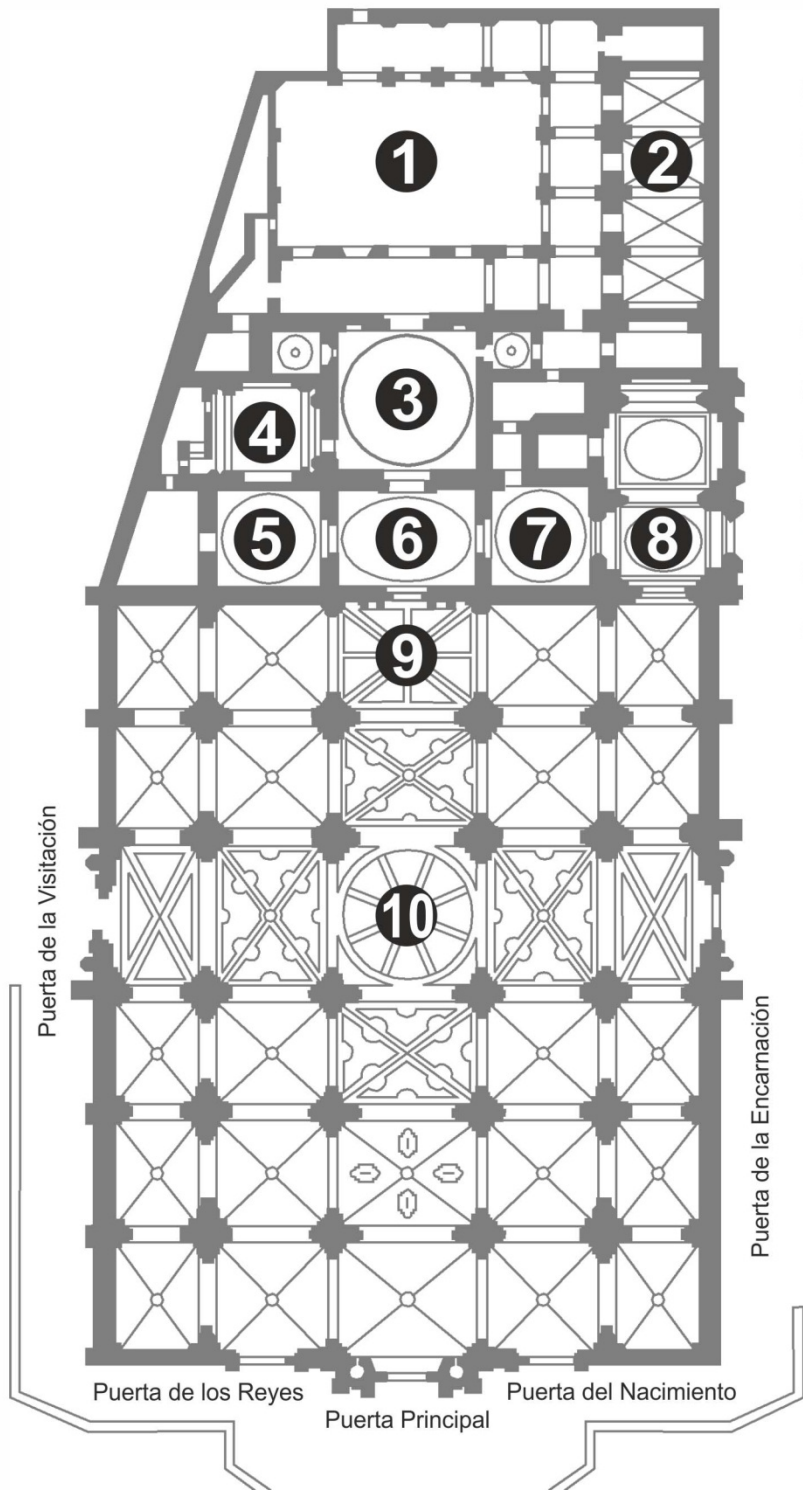 1
2
3
4
5
6
7
8
9
10
Puerta de la Visitación
Puerta de la Encarnación
Puerta de los Reyes
Puerta Principal
Puerta del Nacimiento